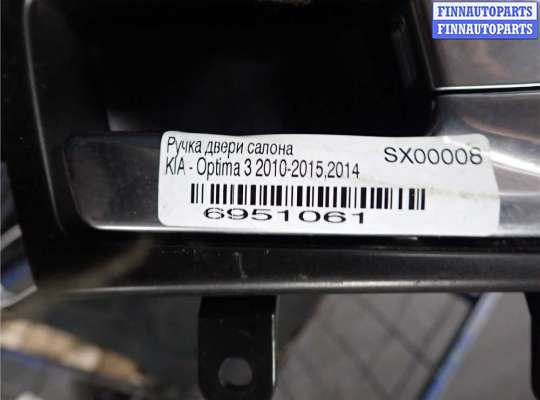 FINNAUTOPARTS
FINNAUTOPARTS
Ручка двери салона
SX00008
KIA - Optima 3 2010-2015,2014
6951061